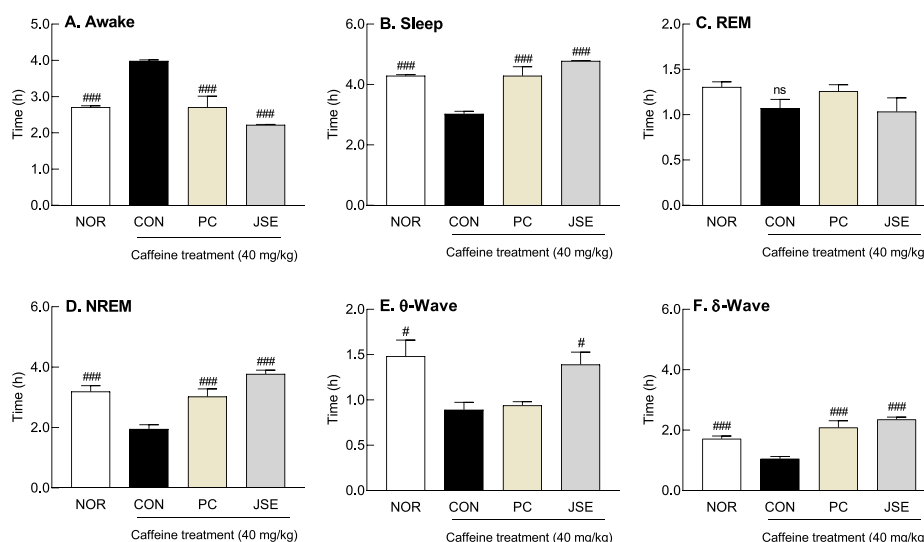 A. Awake
5.0
4.0
3.0
2.0
1.0
0.0
Time (h)
###
###
###
NOR CON PC JSE
Caffeine treatment (40 mg/kg)
B. Sleep
6.0
4.0
2.0
0.0
Time (h)
###
###
###
NOR CON PC JSE
Caffeine treatment (40 mg/kg)
C. REM
2.0
1.5
1.0
0.5
0.0
Time (h)
ns
NOR CON PC JSE
Caffeine treatment (40 mg/kg)
D. NREM
6.0
4.0
2.0
0.0
Time (h)
###
###
###
NOR CON PC JSE
Caffeine treatment (40 mg/kg)
E. θ-Wave
2.0
1.5
1.0
0.5
0.0
Time (h)
#
#
NOR CON PC JSE
Caffeine treatment (40 mg/kg)
F. δ-Wave
6.0
4.0
2.0
0.0
Time (h)
###
###
###
NOR CON PC JSE
Caffeine treatment (40 mg/kg)